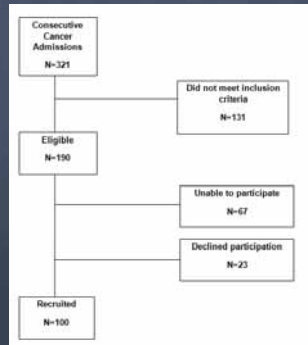 Consecutive
Cancer
Admissions
N=321
Did not meet inclusion
criteria
N=131
Eligible
N=190
Unable to participate
N=67
Declined participation
N=23
Recruited
N=100